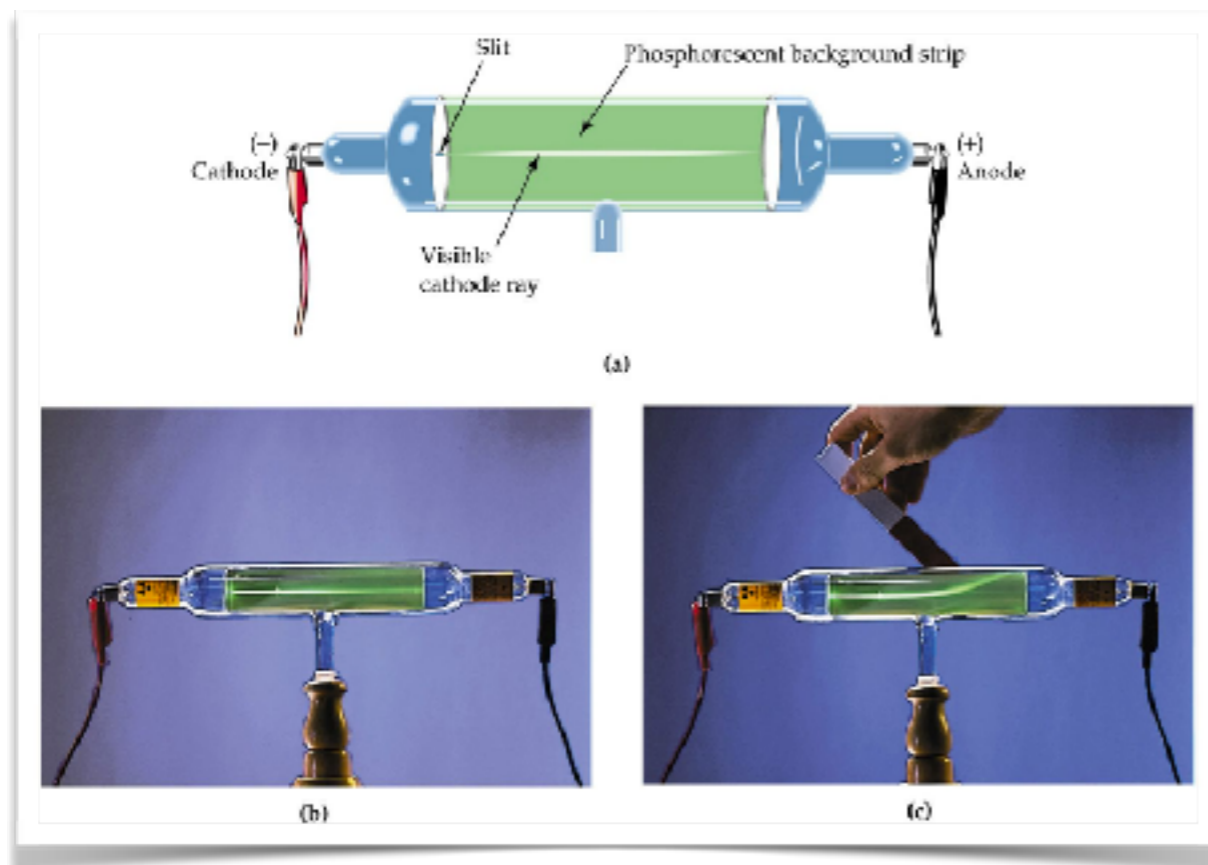 Slit
Phosphorescent background strip
(−)
Cathode
(+)
Anode
Visible
cathode ray
(a)
(b)
(c)